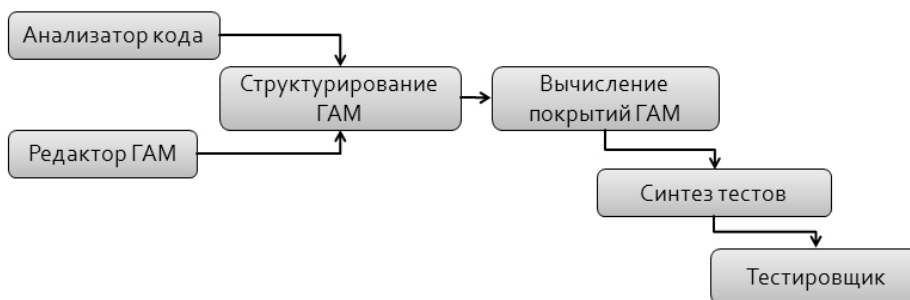 Анализатор кода
Структурирование
ГАМ
Вычисление
покрытий ГАМ
Редактор ГАМ
Синтез тестов
Тестировщик